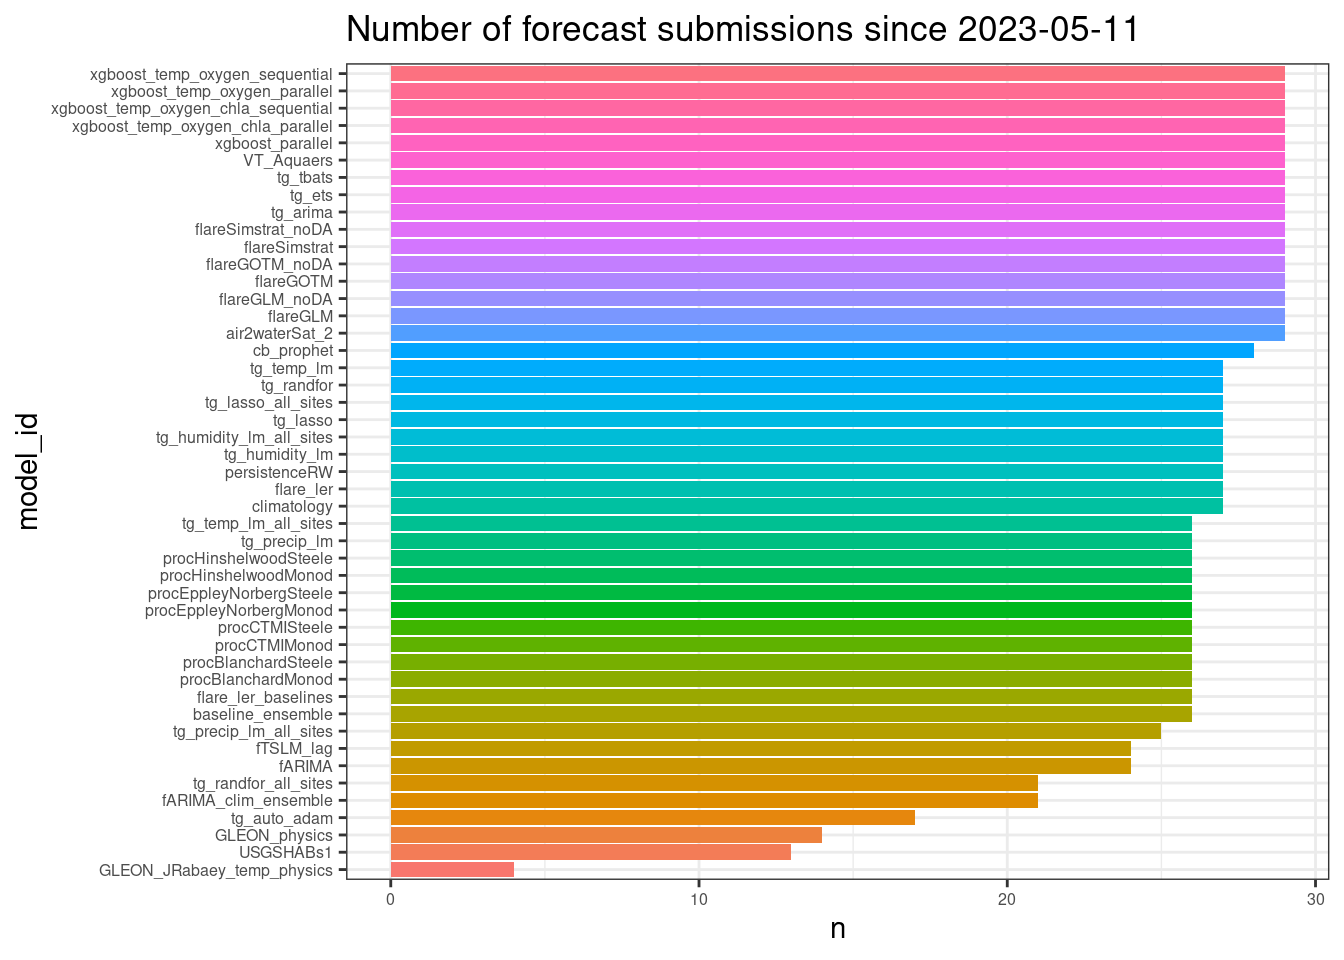 Number of forecast submissions since 2023-05-11
xgboost_temp_oxygen_sequential
xgboost_temp_oxygen_parallel
xgboost_temp_oxygen_chla_sequential
xgboost_temp_oxygen_chla_parallel
xgboost_parallel
VT_Aquaers
tg_tbats
tg_ets
tg_arima
flareSimstrat_noDA
flareSimstrat
flareGOTM_noDA
flareGOTM
flareGLM_noDA
flareGLM
air2waterSat_2
cb_prophet
tg_temp_lm
tg_randfor
tg_lasso_all_sites
tg_lasso
tg_humidity_lm_all_sites
tg_humidity_lm
persistenceRW
flare_ler
climatology
tg_temp_lm_all_sites
tg_precip_lm
procHinshelwoodSteele
procHinshelwoodMonod
procEppleyNorbergSteele
procEppleyNorbergMonod
procCTMISteele
procCTMIMonod
procBlanchardSteele
procBlanchardMonod
flare_ler_baselines
baseline_ensemble
tg_precip_lm_all_sites
fTSLM_lag
fARIMA
tg_randfor_all_sites
fARIMA_clim_ensemble
tg_auto_adam
GLEON_physics
USGSHABs1
GLEON_JRabaey_temp_physics
model_id
0 10 20 30
n